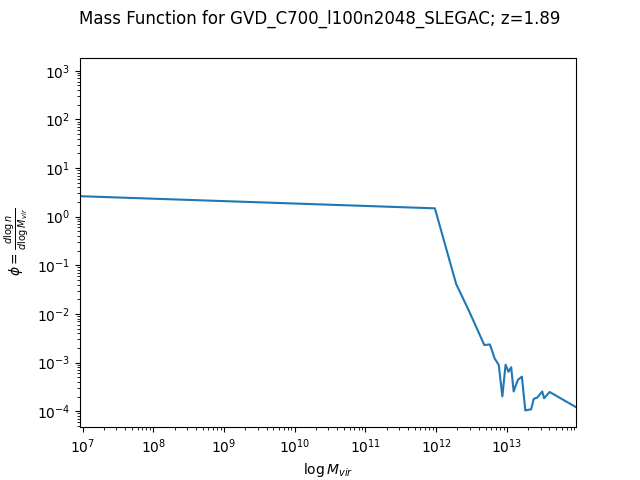 Mass Function for GVD_C700_l100n2048_SLEGAC; z=1.89
10^3
10^2
10^1
10^0
10^-1
10^-2
10^-3
10^-4
ϕ = d log n / d log M_vir
10^7 10^8 10^9 10^10 10^11 10^12 10^13
log M_vir